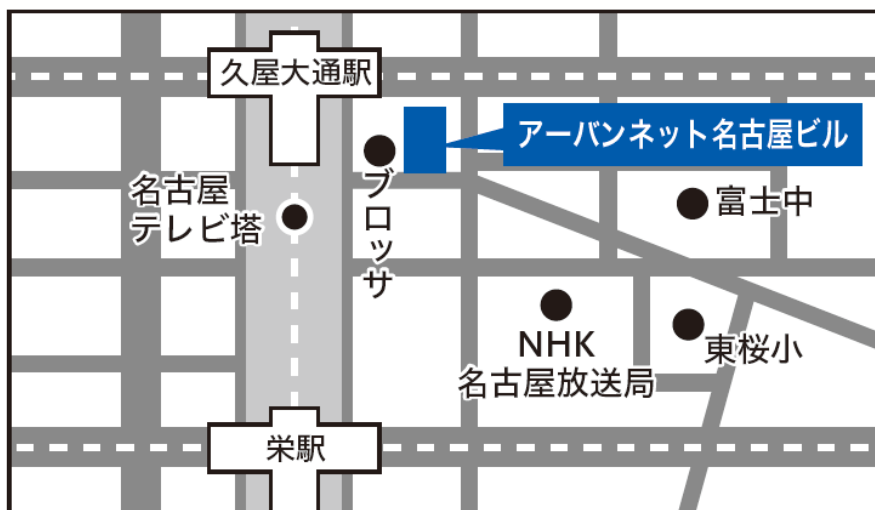 久屋大通駅
アーバンネット名古屋ビル
ブロッサ
名古屋
テレビ塔
富士中
NHK
名古屋放送局
東桜小
栄駅